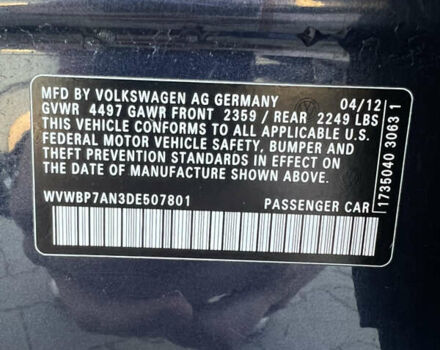 MFD BY VOLKSWAGEN AG GERMANY 04/12
GVWR 4497 GAWR FRONT 2359 / REAR 2249 LBS
THIS VEHICLE CONFORMS TO ALL APPLICABLE U.S.
FEDERAL MOTOR VEHICLE SAFETY, BUMPER AND
THEFT PREVENTION STANDARDS IN EFFECT ON
THE DATE OF MANUFACTURE SHOWN ABOVE.
WVWBP7AN3DE507801 PASSENGER CAR
1735040 3063 1